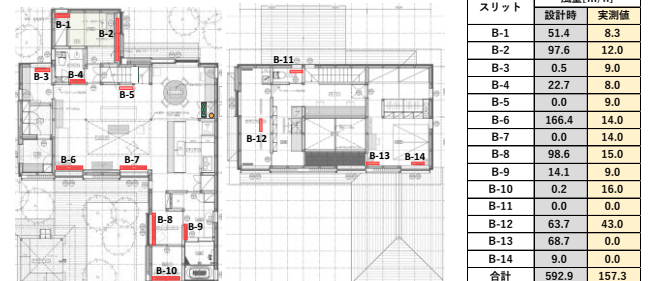 B-1
B-2
B-3
B-4
B-5
B-6
B-7
B-8
B-9
B-10
B-11
B-12
B-13
B-14
スリット
設計時 実測値
B-1 51.4 8.3
B-2 97.6 12.0
B-3 0.5 9.0
B-4 22.7 8.0
B-5 0.0 9.0
B-6 166.4 14.0
B-7 0.0 14.0
B-8 98.6 15.0
B-9 14.1 9.0
B-10 0.2 16.0
B-11 0.0 0.0
B-12 63.7 43.0
B-13 68.7 0.0
B-14 9.0 0.0
合計 592.9 157.3